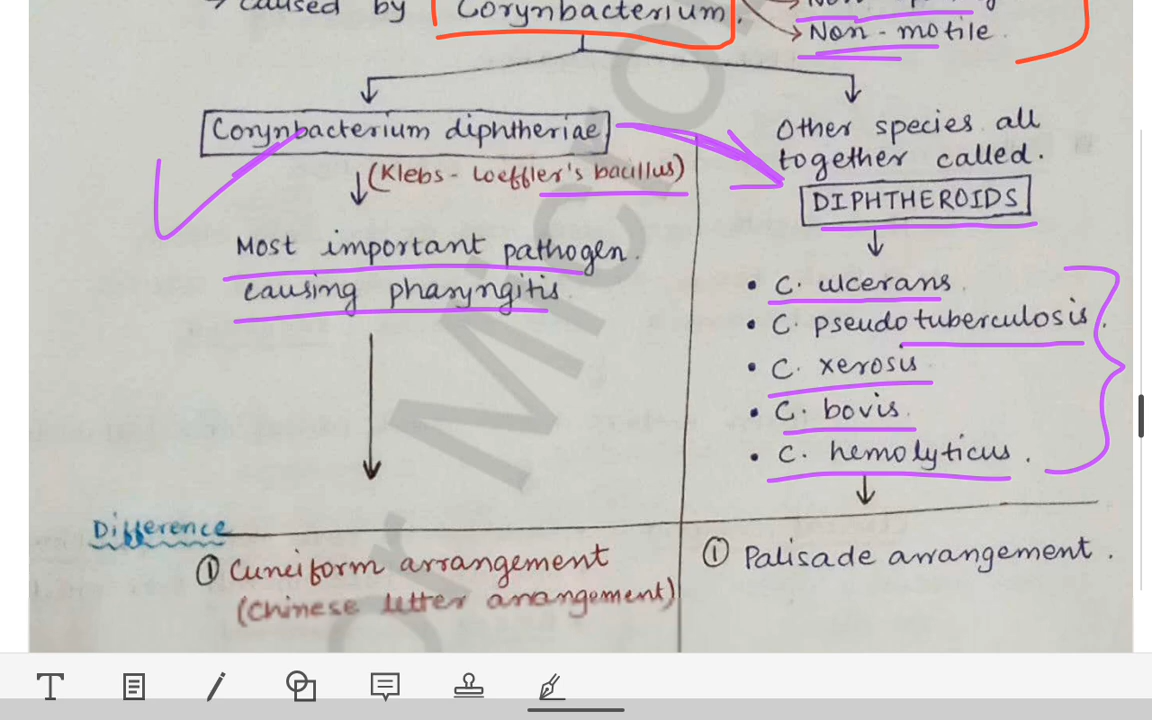 → caused by Corynbacterium.
→ Non-motile.
Corynbacterium diphtheriae
(Klebs - Loeffler's bacillus)
Most important pathogen.
causing pharyngitis.
Other species all
together called.
DIPHTHEROIDS
• C. ulcerans.
• C. pseudotuberculosis.
• C. xerosis
• C. bovis.
• C. hemolyticus.
Difference
① Cuneiform arrangement
(Chinese letter arrangement)
① Palisade arrangement.
T